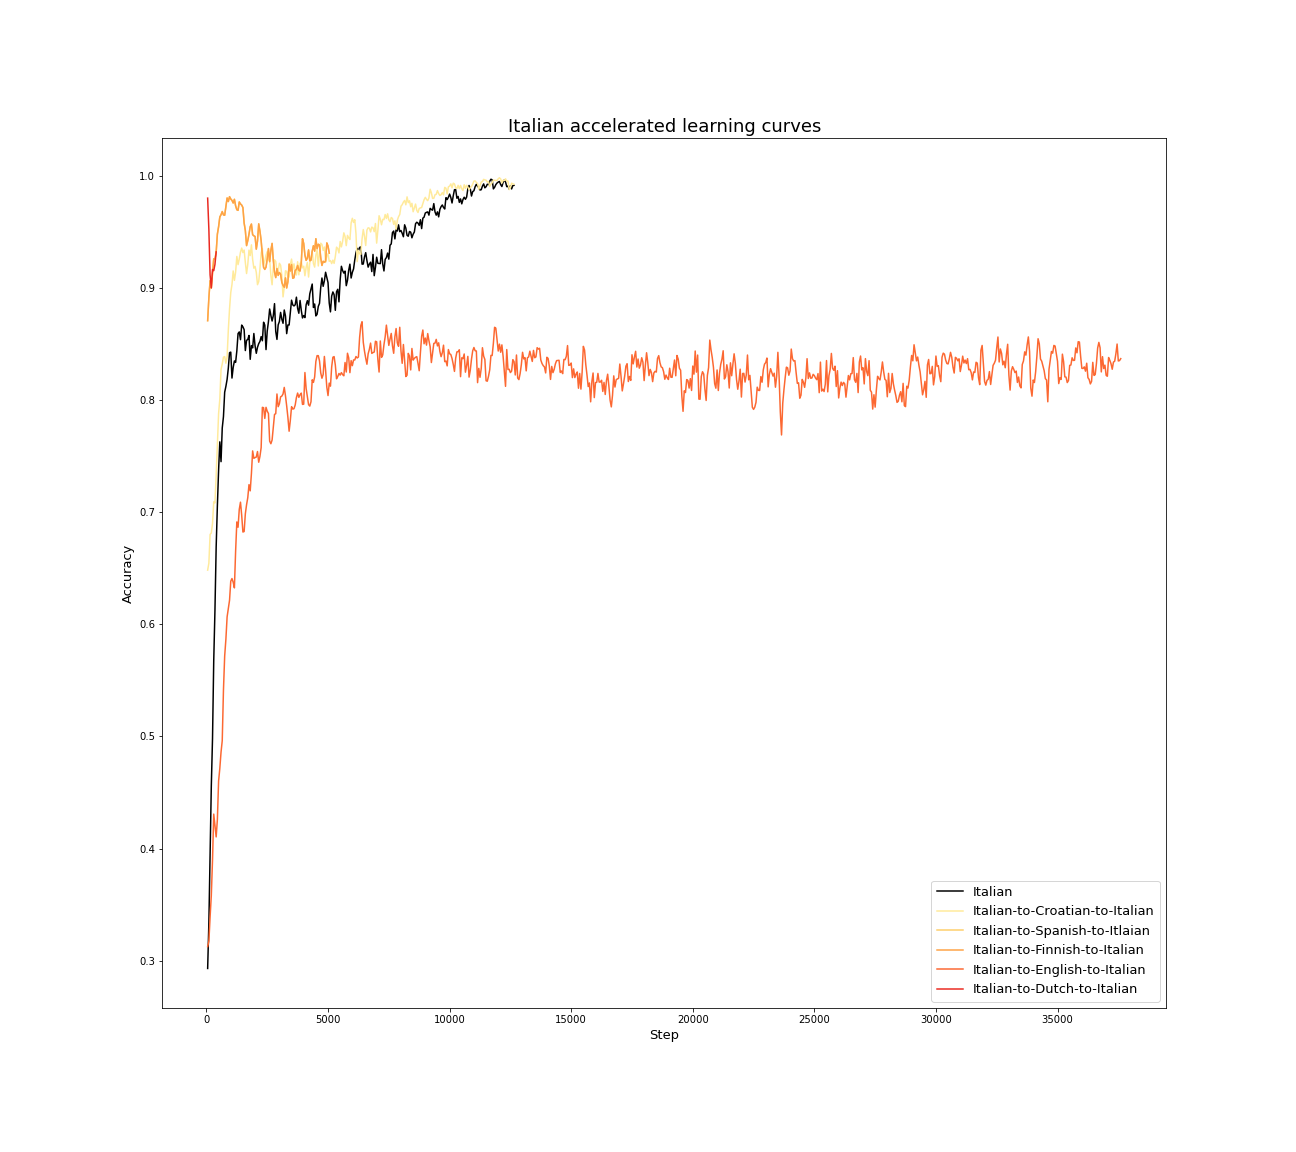 Italian accelerated learning curves
1.0
0.9
0.8
0.7
0.6
0.5
0.4
0.3
Accuracy
Italian
Italian-to-Croatian-to-Italian
Italian-to-Spanish-to-Itlaian
Italian-to-Finnish-to-Italian
Italian-to-English-to-Italian
Italian-to-Dutch-to-Italian
0 5000 10000 15000 20000 25000 30000 35000
Step